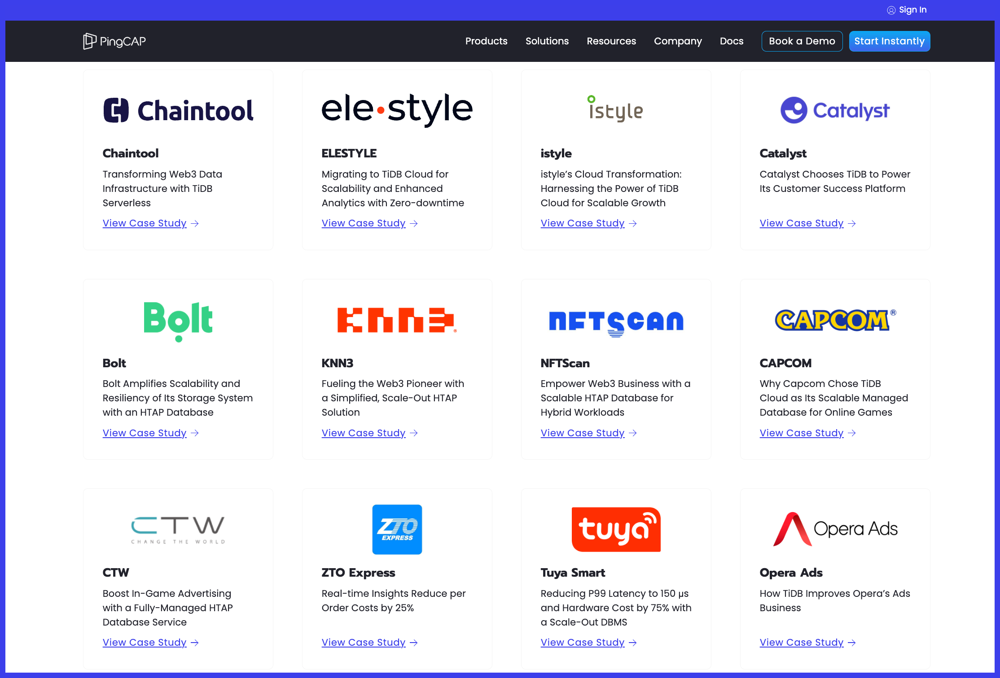 Sign In
PingCAP
Products
Solutions
Resources
Company
Docs
Book a Demo
Start Instantly
Chaintool
Chaintool
Transforming Web3 Data
Infrastructure with TiDB
Serverless
View Case Study →
ele•style
ELESTYLE
Migrating to TiDB Cloud for
Scalability and Enhanced
Analytics with Zero-downtime
View Case Study →
istyle
istyle
istyle’s Cloud Transformation:
Harnessing the Power of TiDB
Cloud for Scalable Growth
View Case Study →
Catalyst
Catalyst
Catalyst Chooses TiDB to Power
Its Customer Success Platform
View Case Study →
Bolt
Bolt
Bolt Amplifies Scalability and
Resiliency of Its Storage System
with an HTAP Database
View Case Study →
KNN3®
KNN3
Fueling the Web3 Pioneer with
a Simplified, Scale-Out HTAP
Solution
View Case Study →
NFTSCAN
NFTScan
Empower Web3 Business with a
Scalable HTAP Database for
Hybrid Workloads
View Case Study →
CAPCOM®
CAPCOM
Why Capcom Chose TiDB
Cloud as Its Scalable Managed
Database for Online Games
View Case Study →
CTW
CHANGE THE WORLD
CTW
Boost In-Game Advertising
with a Fully-Managed HTAP
Database Service
View Case Study →
ZTO
EXPRESS
ZTO Express
Real-time Insights Reduce per
Order Costs by 25%
View Case Study →
tuya
Tuya Smart
Reducing P99 Latency to 150 µs
and Hardware Cost by 75% with
a Scale-Out DBMS
View Case Study →
Opera Ads
Opera Ads
How TiDB Improves Opera’s Ads
Business
View Case Study →